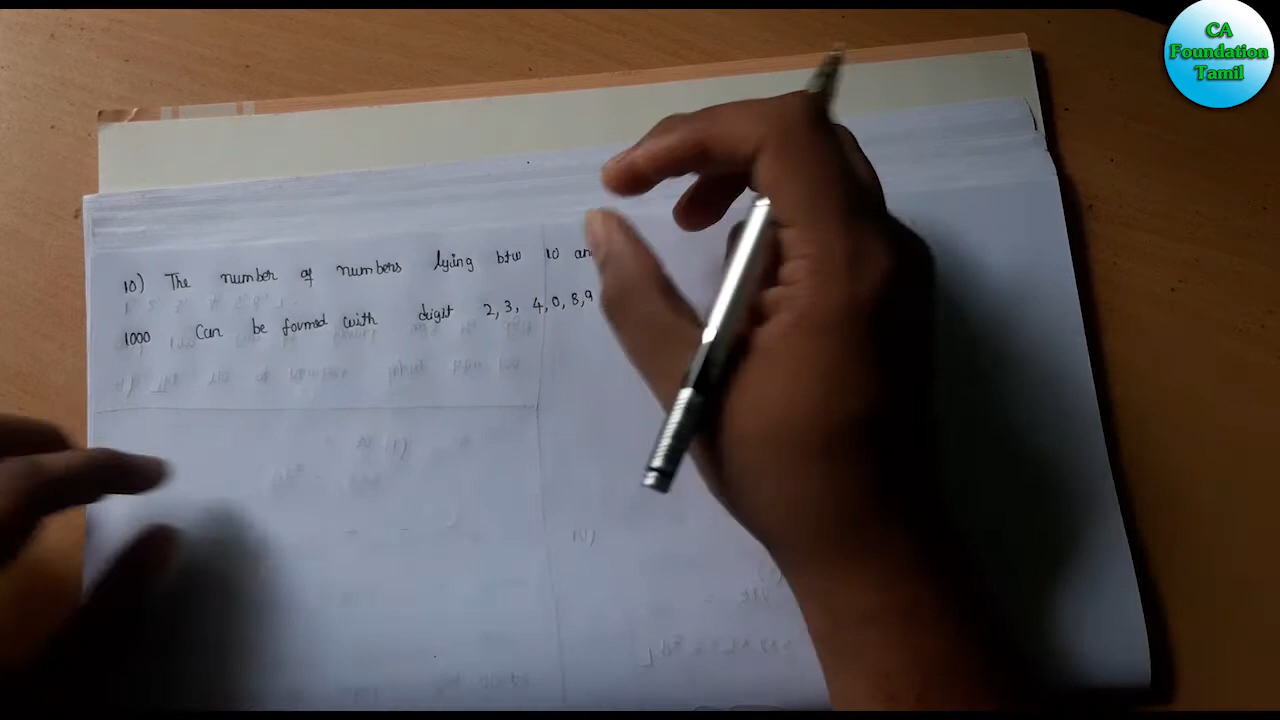 CA
Foundation
Tamil
10) The number of numbers lying btw 10 an
1000 Can be formed with digit 2, 3, 4, 0, 8, 9